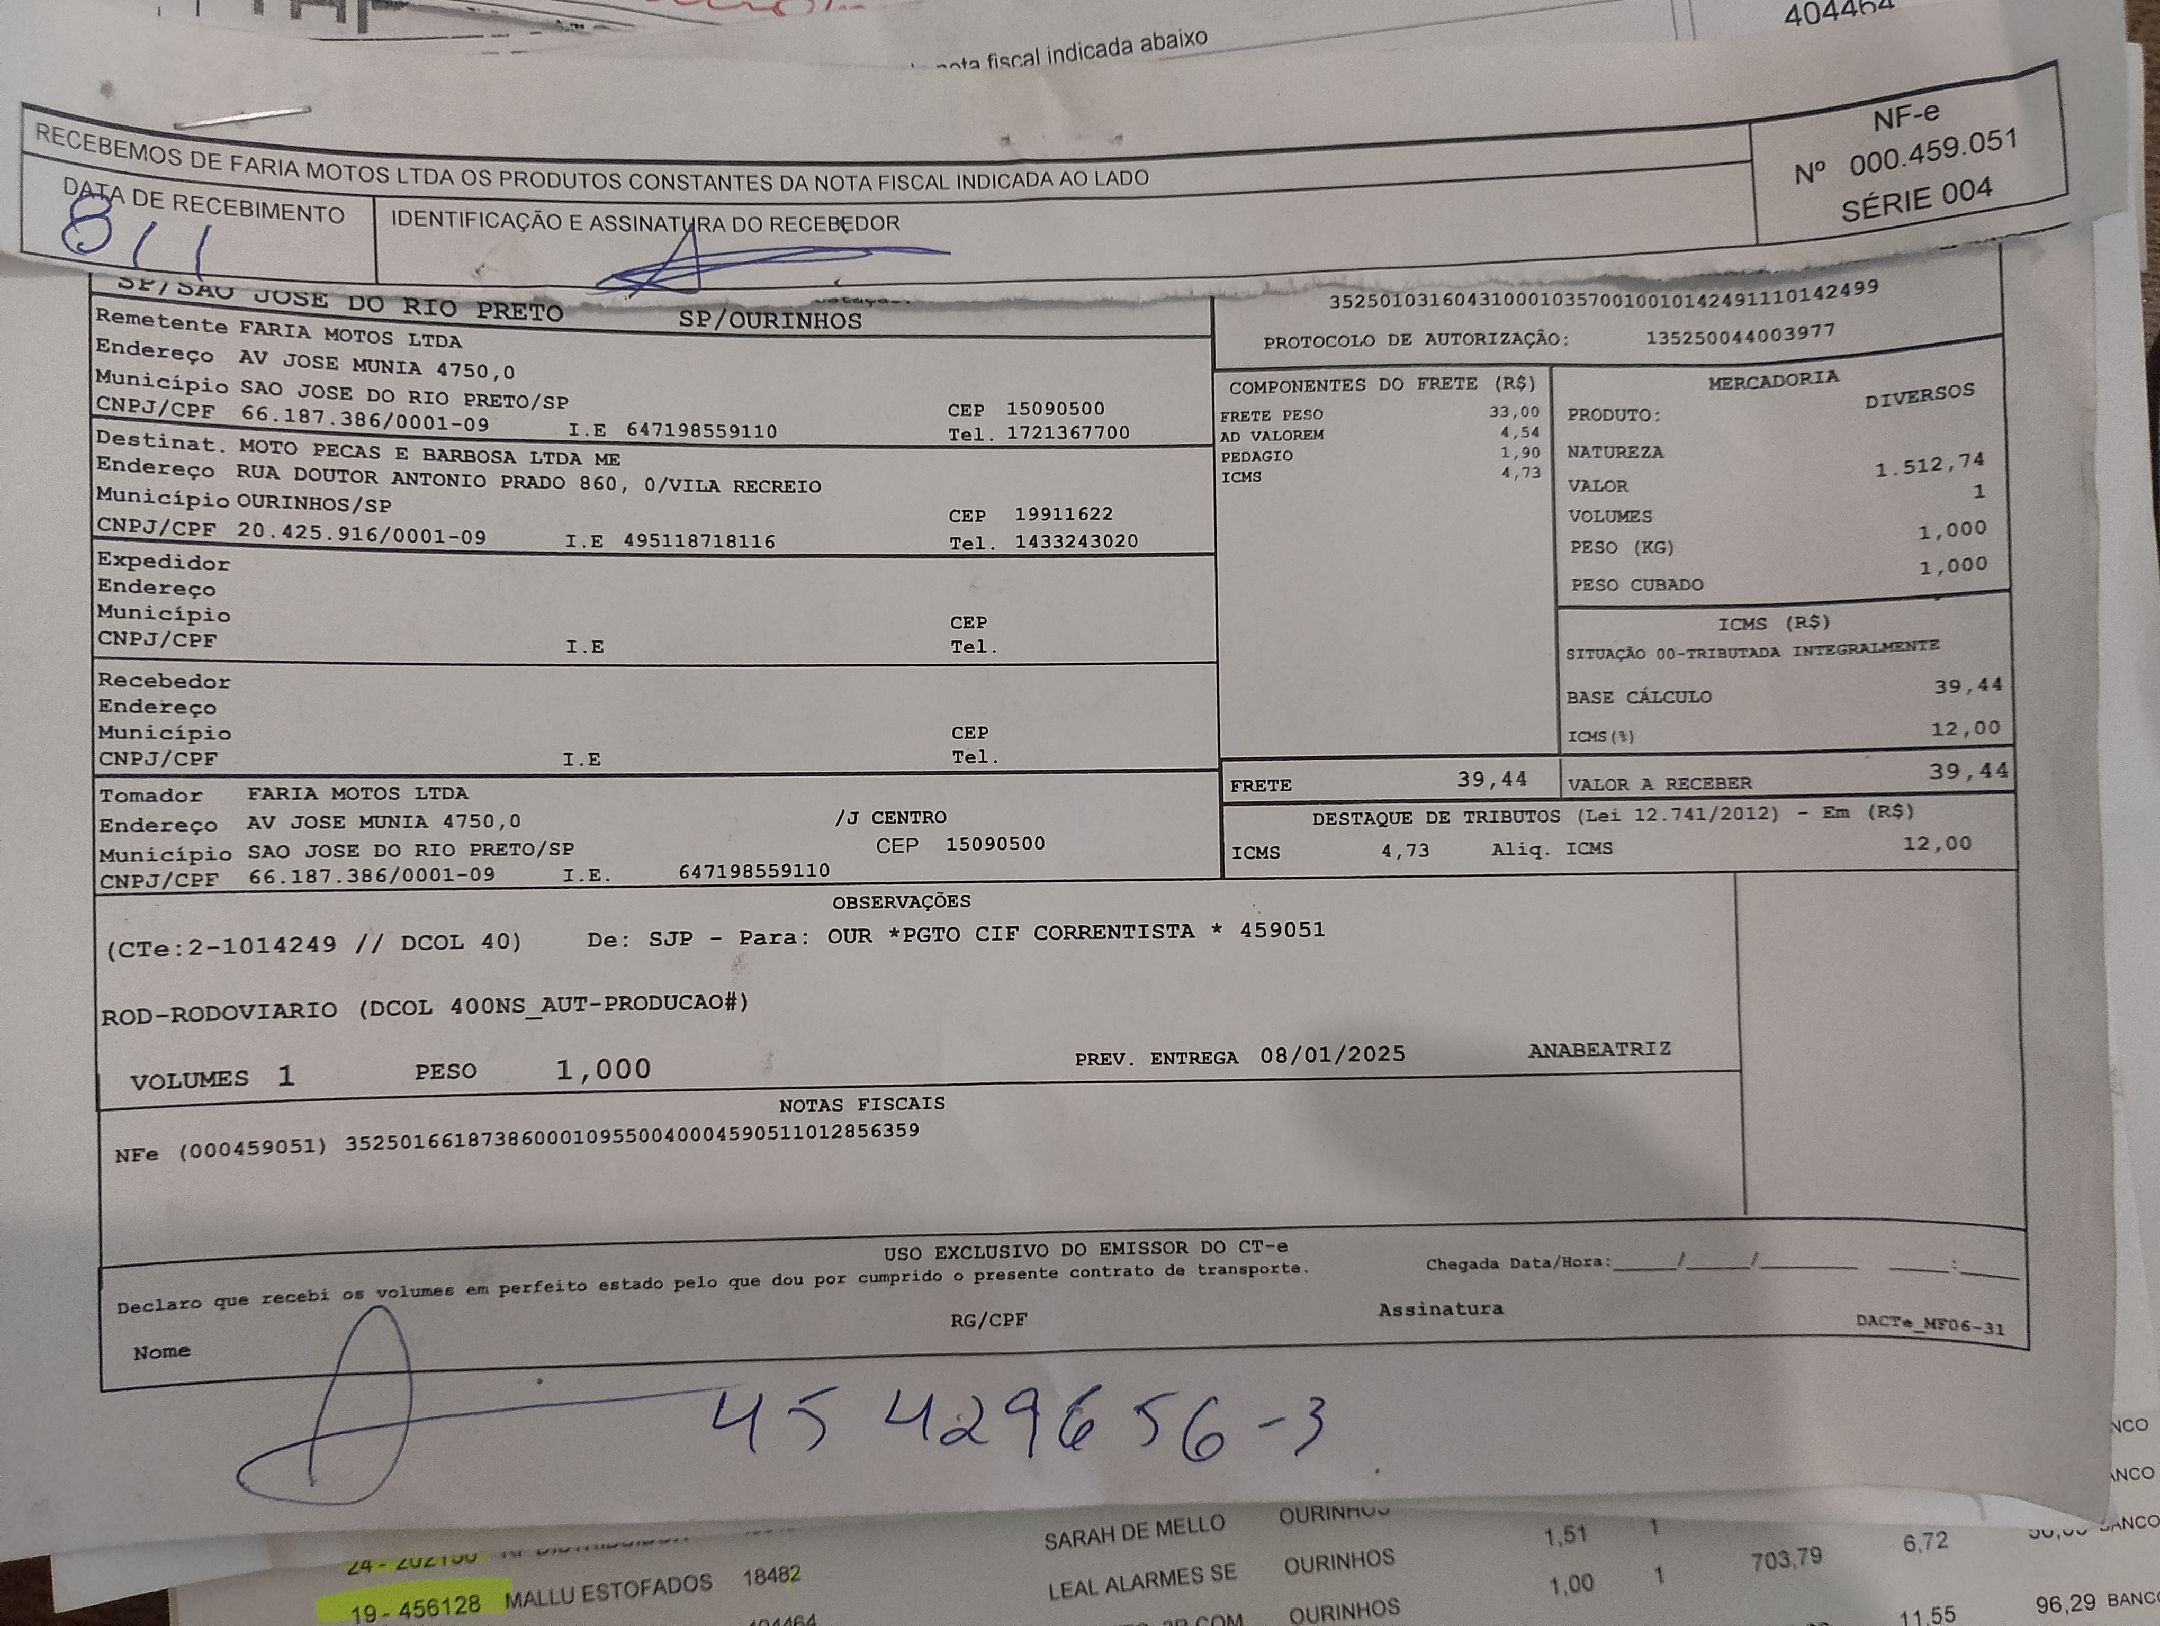 404464
nota fiscal indicada abaixo
RECEBEMOS DE FARIA MOTOS LTDA OS PRODUTOS CONSTANTES DA NOTA FISCAL INDICADA AO LADO
NF-e
Nº 000.459.051
SÉRIE 004
DATA DE RECEBIMENTO
8 / 1
IDENTIFICAÇÃO E ASSINATURA DO RECEBEDOR
SP/SAO JOSE DO RIO PRETO SP/OURINHOS
Remetente FARIA MOTOS LTDA
Endereço AV JOSE MUNIA 4750,0
Município SAO JOSE DO RIO PRETO/SP CEP 15090500
CNPJ/CPF 66.187.386/0001-09 I.E 647198559110 Tel. 1721367700
Destinat. MOTO PECAS E BARBOSA LTDA ME
Endereço RUA DOUTOR ANTONIO PRADO 860, 0/VILA RECREIO
Município OURINHOS/SP CEP 19911622
CNPJ/CPF 20.425.916/0001-09 I.E 495118718116 Tel. 1433243020
Expedidor
Endereço
Município CEP
CNPJ/CPF I.E Tel.
Recebedor
Endereço
Município CEP
CNPJ/CPF I.E Tel.
Tomador FARIA MOTOS LTDA
Endereço AV JOSE MUNIA 4750,0 /J CENTRO
Município SAO JOSE DO RIO PRETO/SP CEP 15090500
CNPJ/CPF 66.187.386/0001-09 I.E. 647198559110
35250103160431000103570010010142491110142499
PROTOCOLO DE AUTORIZAÇÃO: 135250044003977
COMPONENTES DO FRETE (R$)
FRETE PESO 33,00
AD VALOREM 4,54
PEDAGIO 1,90
ICMS 4,73
MERCADORIA
PRODUTO: DIVERSOS
NATUREZA
VALOR 1.512,74
VOLUMES 1
PESO (KG) 1,000
PESO CUBADO 1,000
ICMS (R$)
SITUAÇÃO 00-TRIBUTADA INTEGRALMENTE
BASE CÁLCULO 39,44
ICMS(%) 12,00
FRETE 39,44 VALOR A RECEBER 39,44
DESTAQUE DE TRIBUTOS (Lei 12.741/2012) - Em (R$)
ICMS 4,73 Aliq. ICMS 12,00
OBSERVAÇÕES
(CTe:2-1014249 // DCOL 40) De: SJP - Para: OUR *PGTO CIF CORRENTISTA * 459051
ROD-RODOVIARIO (DCOL 400NS_AUT-PRODUCAO#)
VOLUMES 1 PESO 1,000 PREV. ENTREGA 08/01/2025 ANABEATRIZ
NOTAS FISCAIS
NFe (000459051) 35250166187386000109550040004590511012856359
USO EXCLUSIVO DO EMISSOR DO CT-e
Declaro que recebi os volumes em perfeito estado pelo que dou por cumprido o presente contrato de transporte. Chegada Data/Hora:_____/_____/________ ____:____
Nome RG/CPF Assinatura
DACTe_MF06-31
45 429656-3
NCO
ANCO
SARAH DE MELLO OURINHOS 1,51 1 6,72 BANCO
19 - 456128 MALLU ESTOFADOS 18482 LEAL ALARMES SE OURINHOS 1,00 1 703,79
404464 OURINHOS 11,55 96,29 BANCO